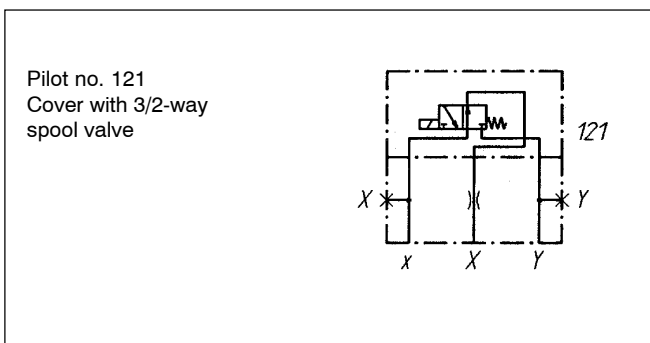 Pilot no. 121
Cover with 3/2-way
spool valve
121
X Y
x X Y